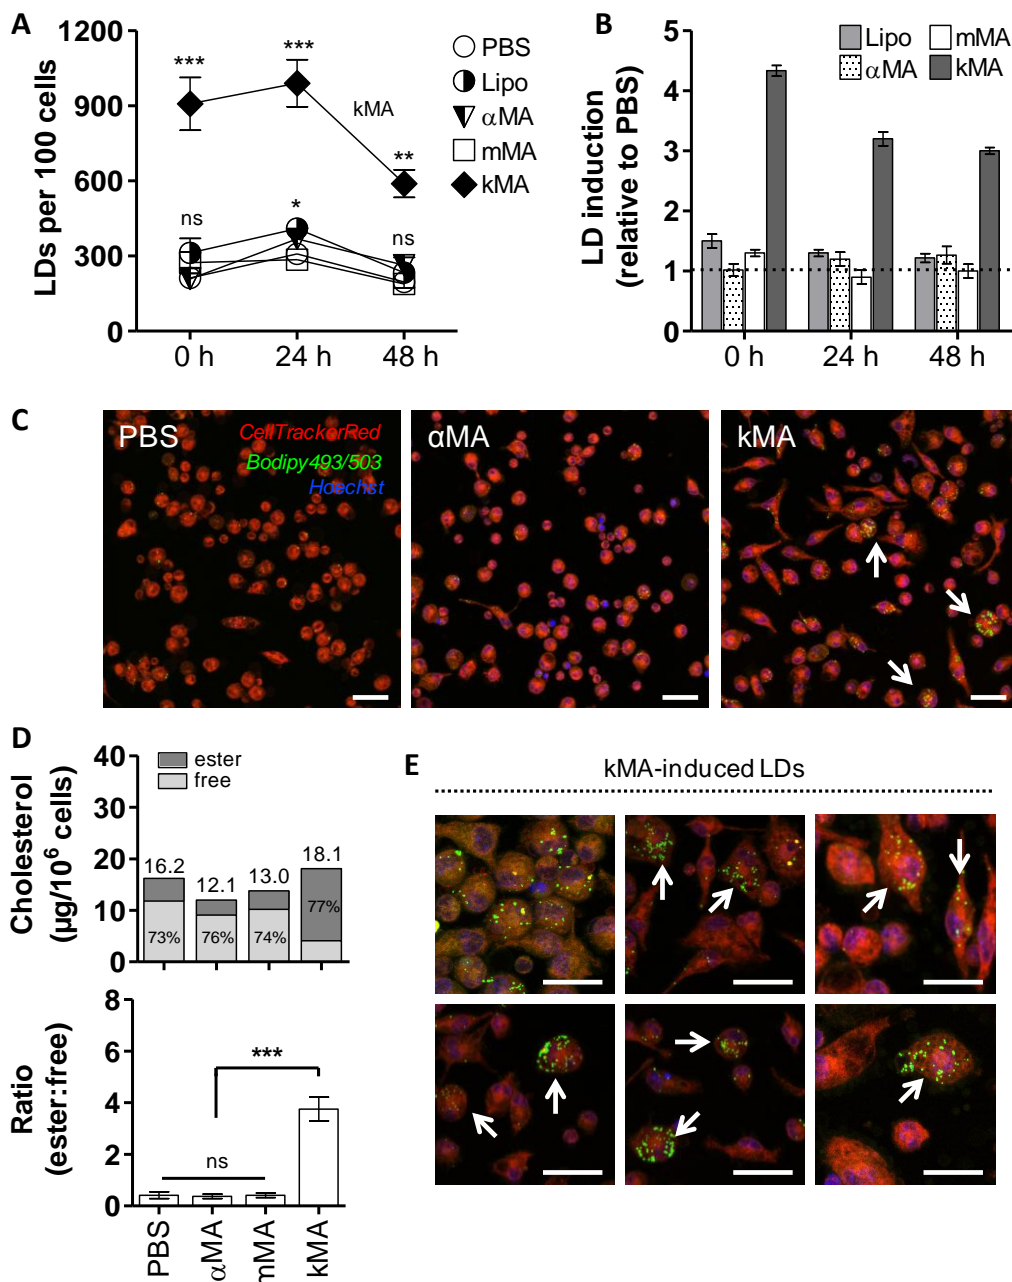 A
1200
900
600
300
0
LDs per 100 cells
***
***
kMA
**
ns
*
ns
0 h
24 h
48 h
PBS
Lipo
αMA
mMA
kMA
B
5
4
3
2
1
0
LD induction
(relative to PBS)
Lipo
mMA
αMA
kMA
0 h
24 h
48 h
C
PBS
CellTrackerRed
Bodipy493/503
Hoechst
αMA
kMA
D
40
30
20
10
0
Cholesterol
(µg/10⁶ cells)
ester
free
16.2
12.1
13.0
18.1
73%
76%
74%
77%
8
6
4
2
0
Ratio
(ester:free)
***
ns
PBS
αMA
mMA
kMA
E
kMA-induced LDs